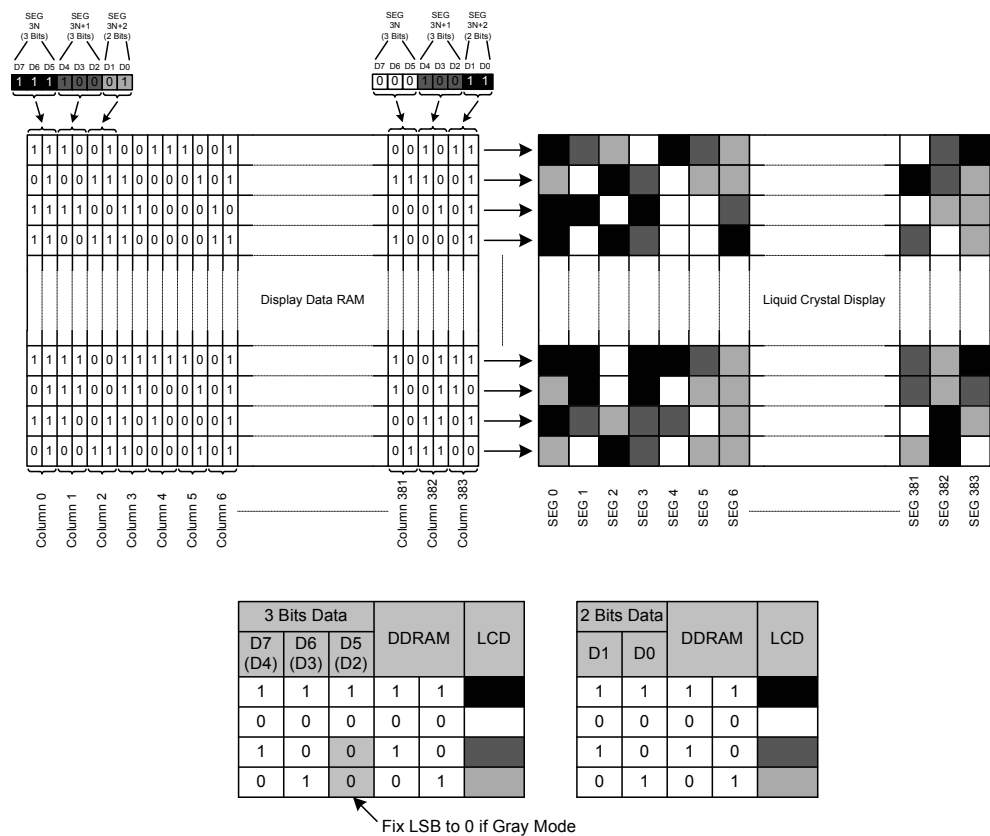 SEG
3N
(3 Bits)
SEG
3N+1
(3 Bits)
SEG
3N+2
(2 Bits)
D7 D6 D5 D4 D3 D2 D1 D0
1 1 1 1 0 0 0 1
SEG
3N
(3 Bits)
SEG
3N+1
(3 Bits)
SEG
3N+2
(2 Bits)
D7 D6 D5 D4 D3 D2 D1 D0
0 0 0 1 0 0 1 1
1 1 1 0 0 1 0 0 1 1 1 0 0 1 0 0 1 0 1 1
0 1 0 0 1 1 1 0 0 0 0 1 0 1 1 1 1 0 0 1
1 1 1 1 0 0 1 1 0 0 0 0 1 0 0 0 0 1 0 1
1 1 0 0 1 1 1 0 0 0 0 0 1 1 1 0 0 0 0 1
Display Data RAM
Liquid Crystal Display
1 1 1 1 0 0 1 1 1 1 1 0 0 1 1 0 0 1 1 1
0 1 1 1 0 0 1 1 0 0 0 1 0 1 1 0 0 1 1 0
1 1 1 0 0 1 1 0 1 0 0 0 0 1 0 0 1 1 0 1
0 1 0 0 1 1 1 0 0 0 0 1 0 1 0 1 1 1 0 0
Column 0
Column 1
Column 2
Column 3
Column 4
Column 5
Column 6
Column 381
Column 382
Column 383
SEG 0
SEG 1
SEG 2
SEG 3
SEG 4
SEG 5
SEG 6
SEG 381
SEG 382
SEG 383
3 Bits Data DDRAM LCD
D7 (D4) D6 (D3) D5 (D2)
1 1 1 1 1
0 0 0 0 0
1 0 0 1 0
0 1 0 0 1
Fix LSB to 0 if Gray Mode
2 Bits Data DDRAM LCD
D1 D0
1 1 1 1
0 0 0 0
1 0 1 0
0 1 0 1